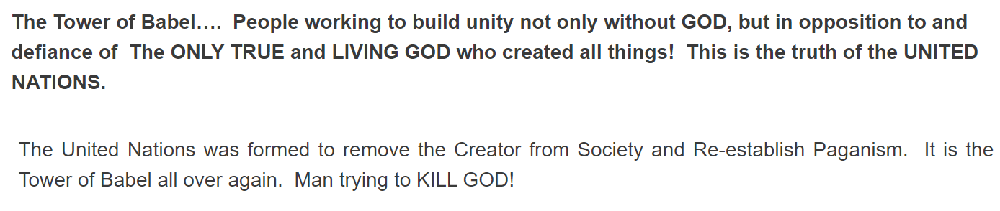 The Tower of Babel….  People working to build unity not only without GOD, but in opposition to and
defiance of  The ONLY TRUE and LIVING GOD who created all things!  This is the truth of the UNITED
NATIONS.
The United Nations was formed to remove the Creator from Society and Re-establish Paganism.  It is the
Tower of Babel all over again.  Man trying to KILL GOD!